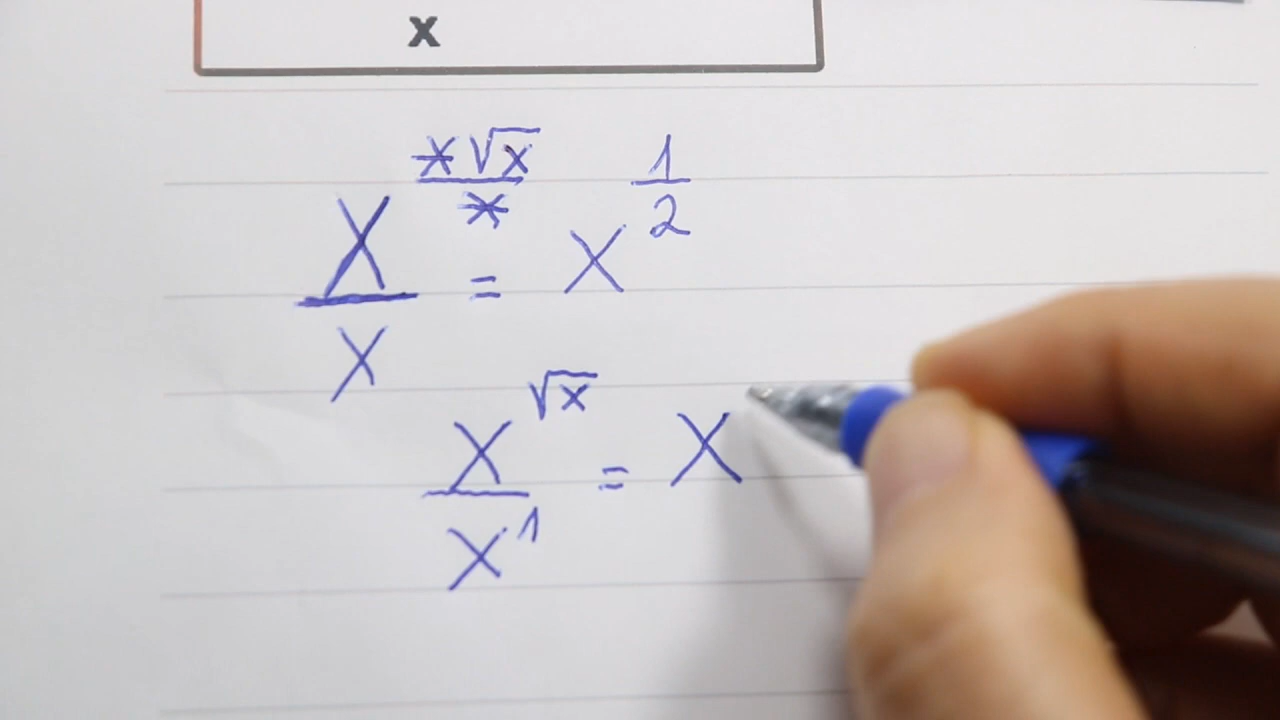 x
x^(x√x/x)/x = x^(1/2)
x^(√x)/x^1 = x